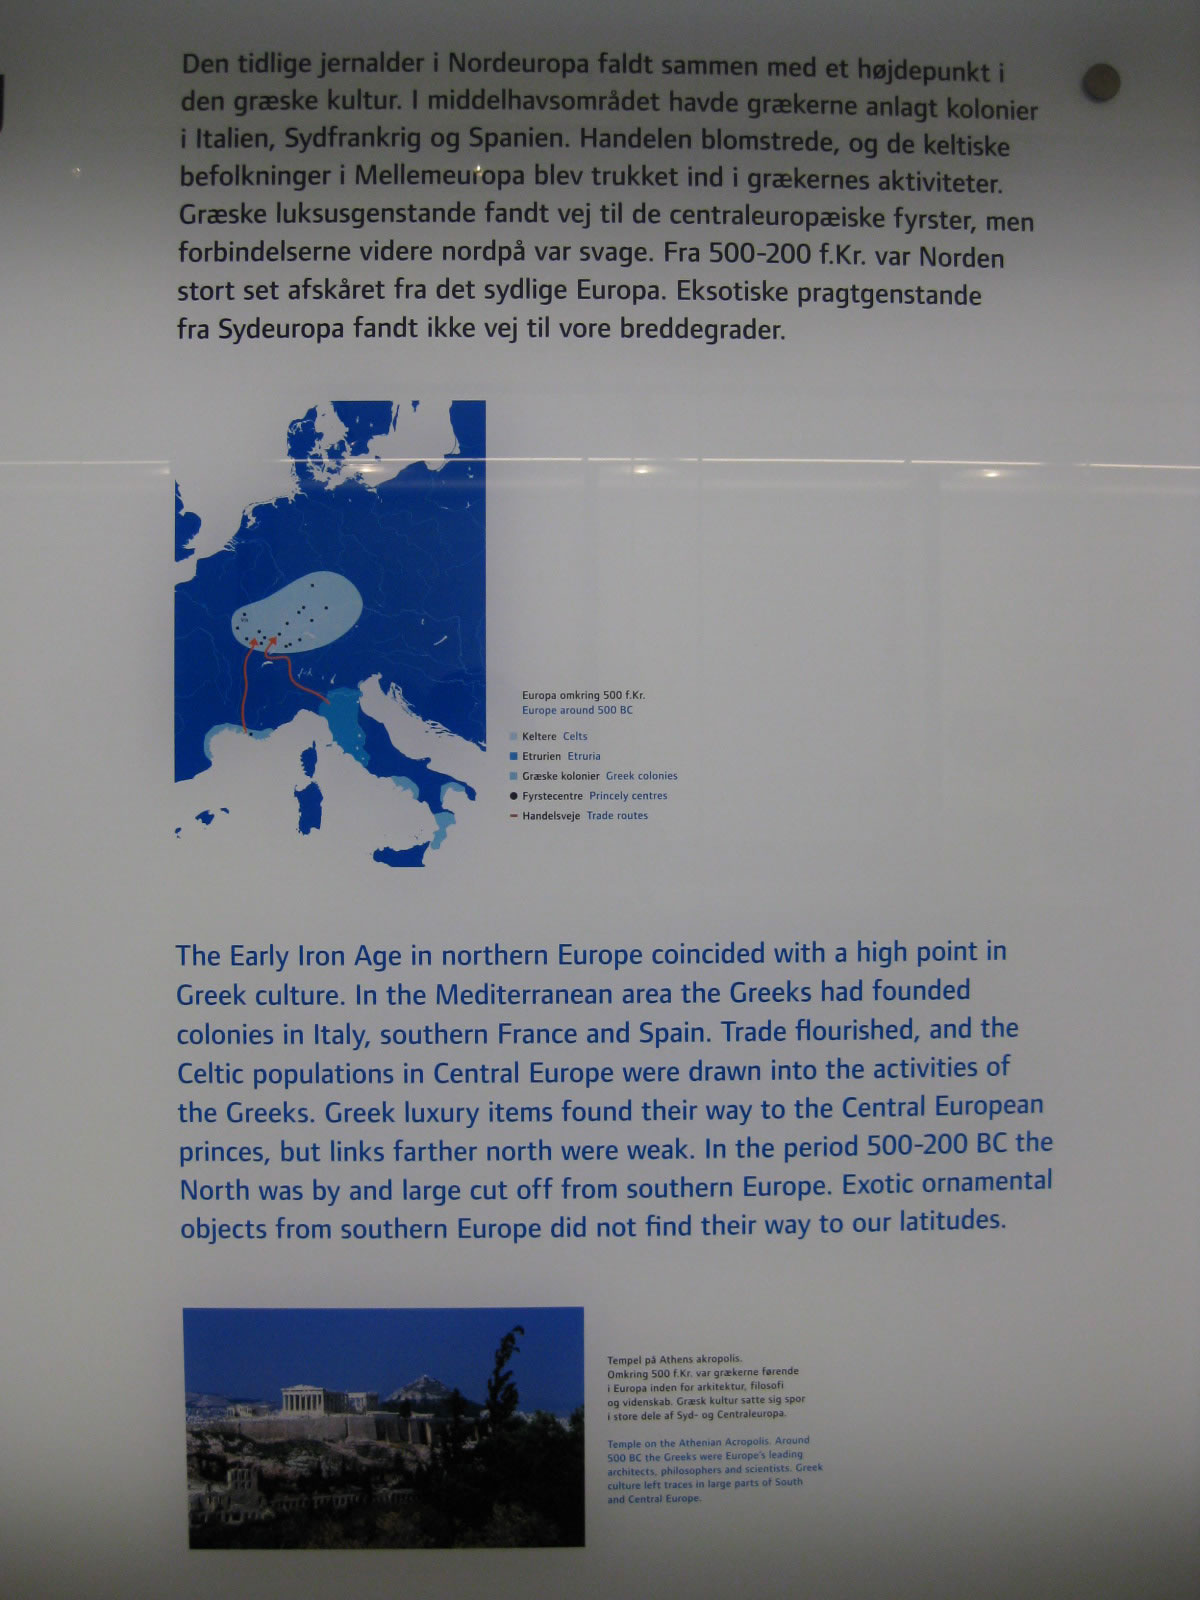 Den tidlige jernalder i Nordeuropa faldt sammen med et højdepunkt i
den græske kultur. I middelhavsområdet havde grækerne anlagt kolonier
i Italien, Sydfrankrig og Spanien. Handelen blomstrede, og de keltiske
befolkninger i Mellemeuropa blev trukket ind i grækernes aktiviteter.
Græske luksusgenstande fandt vej til de centraleuropæiske fyrster, men
forbindelserne videre nordpå var svage. Fra 500-200 f.Kr. var Norden
stort set afskåret fra det sydlige Europa. Eksotiske pragtgenstande
fra Sydeuropa fandt ikke vej til vore breddegrader.
Europa omkring 500 f.Kr.
Europe around 500 BC
Keltere Celts
Etrurien Etruria
Græske kolonier Greek colonies
Fyrstecentre Princely centres
Handelsveje Trade routes
The Early Iron Age in northern Europe coincided with a high point in
Greek culture. In the Mediterranean area the Greeks had founded
colonies in Italy, southern France and Spain. Trade flourished, and the
Celtic populations in Central Europe were drawn into the activities of
the Greeks. Greek luxury items found their way to the Central European
princes, but links farther north were weak. In the period 500-200 BC the
North was by and large cut off from southern Europe. Exotic ornamental
objects from southern Europe did not find their way to our latitudes.
Tempel på Athens akropolis.
Omkring 500 f.Kr. var grækerne førende
i Europa inden for arkitektur, filosofi
og videnskab. Græsk kultur satte sig spor
i store dele af Syd- og Centraleuropa.
Temple on the Athenian Acropolis. Around
500 BC the Greeks were Europe's leading
architects, philosophers and scientists. Greek
culture left traces in large parts of South
and Central Europe.